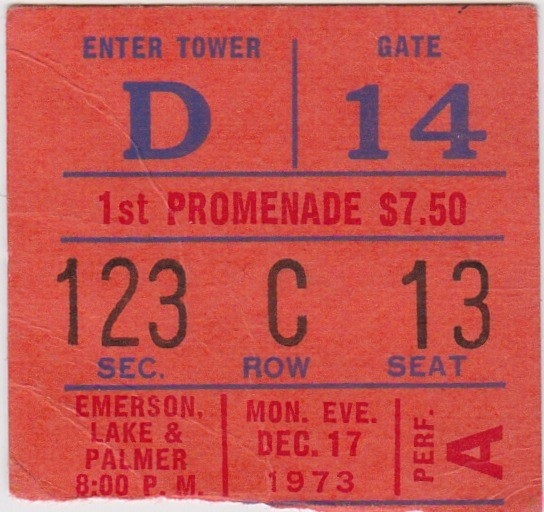 ENTER TOWER GATE
D 14
1st PROMENADE $7.50
123 C 13
SEC. ROW SEAT
EMERSON,
LAKE &
PALMER
8:00 P. M.
MON. EVE.
DEC. 17
1973
PERF.
A